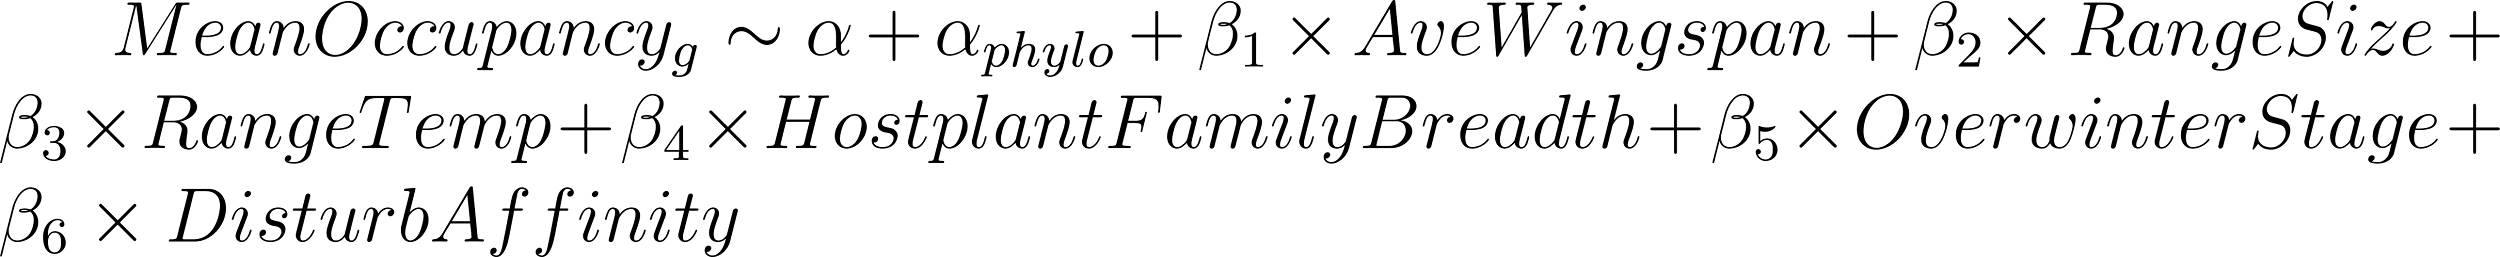 MeanOccupancy_g ∼ α + α_phylo + β_1 × AveWingspan + β_2 × RangeSize +
β_3 × RangeTemp + β_4 × HostplantFamilyBreadth + β_5 × OverwinterStage +
β_6 × DisturbAffinity